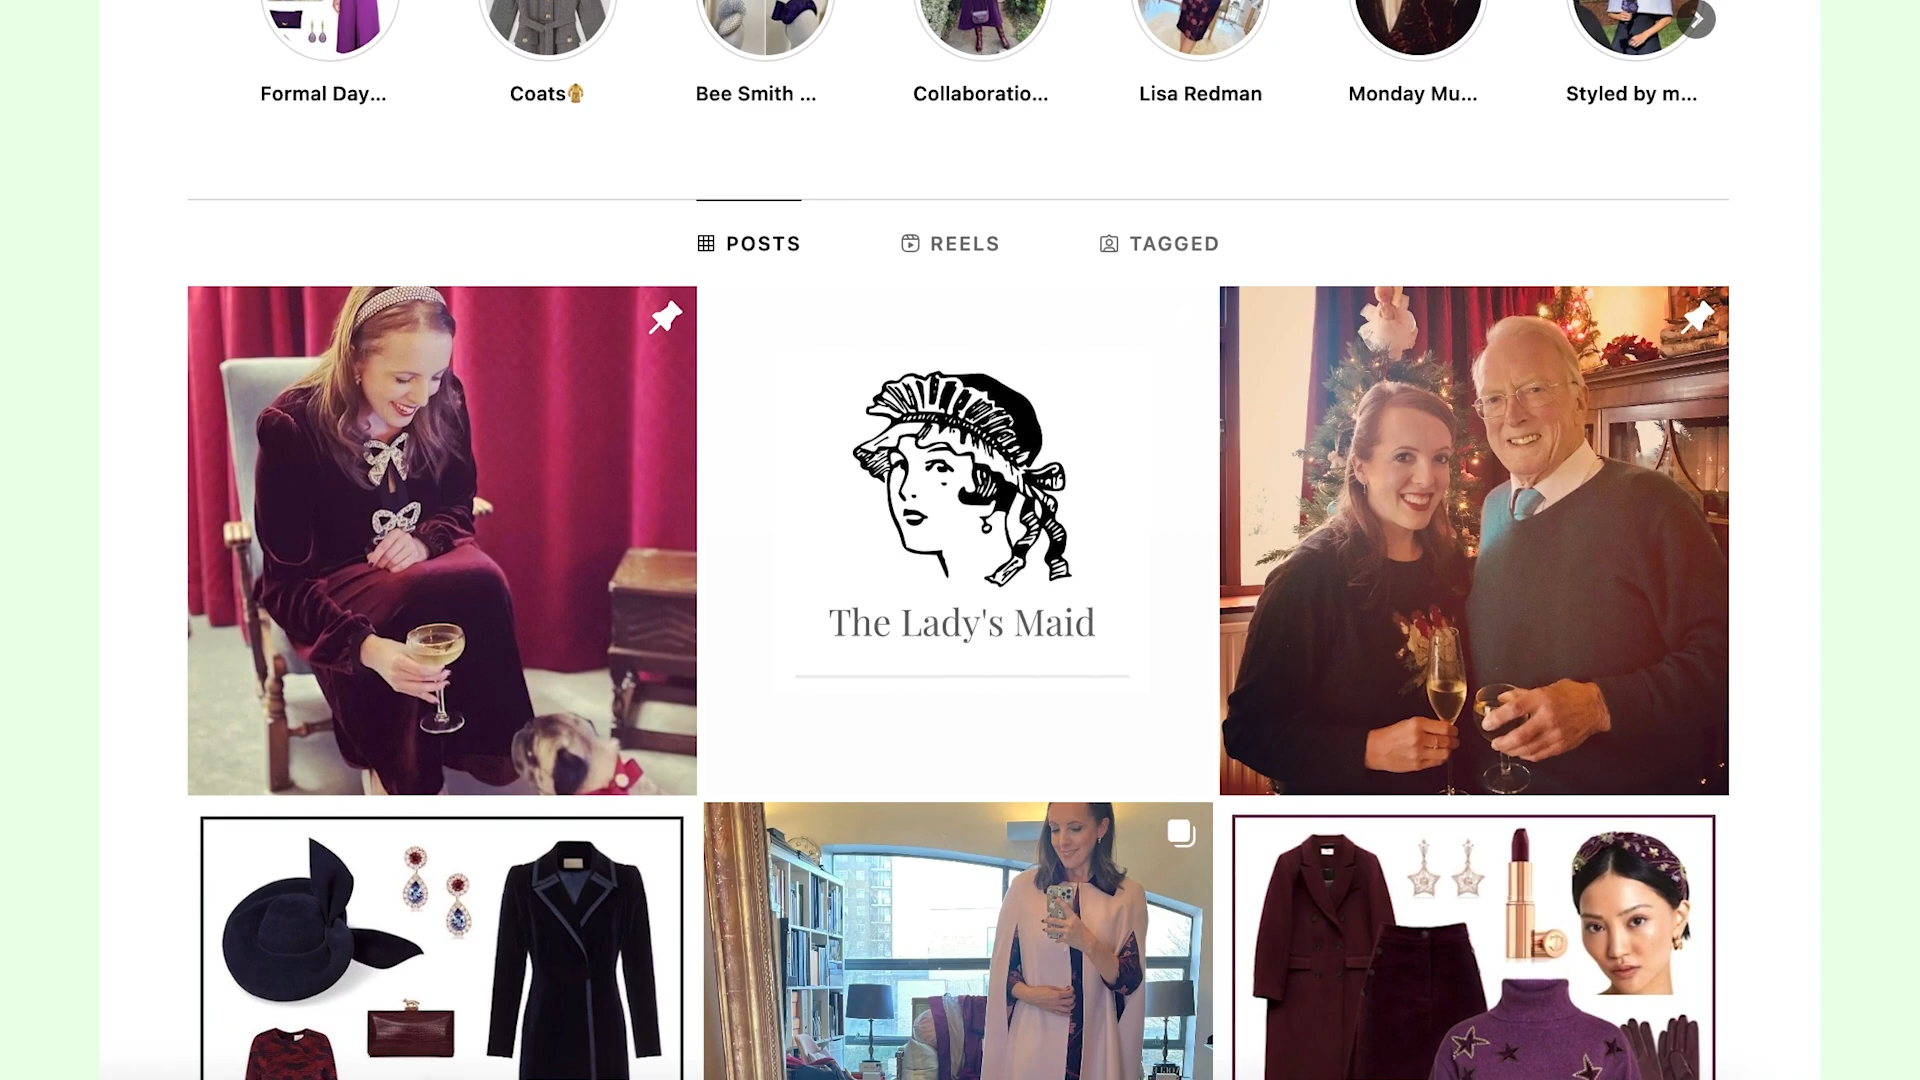 Formal Day...
Coats
Bee Smith ...
Collaboratio...
Lisa Redman
Monday Mu...
Styled by m...
POSTS
REELS
TAGGED
The Lady's Maid